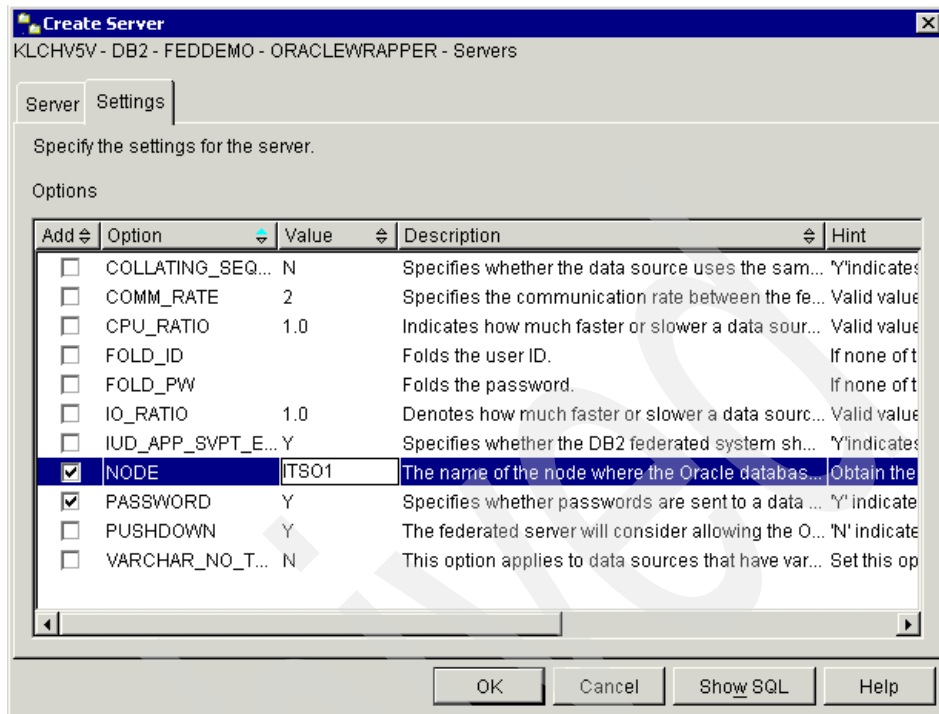 Create Server
KLCHV5V - DB2 - FEDDEMO - ORACLEWRAPPER - Servers
Server Settings
Specify the settings for the server.
Options
Add Option Value Description Hint
COLLATING_SEQ... N Specifies whether the data source uses the sam... 'Y'indicates
COMM_RATE 2 Specifies the communication rate between the fe... Valid value
CPU_RATIO 1.0 Indicates how much faster or slower a data sour... Valid value
FOLD_ID Folds the user ID. If none of t
FOLD_PW Folds the password. If none of t
IO_RATIO 1.0 Denotes how much faster or slower a data sourc... Valid value
IUD_APP_SVPT_E... Y Specifies whether the DB2 federated system sh... 'Y'indicates
NODE ITSO1 The name of the node where the Oracle databas... Obtain the
PASSWORD Y Specifies whether passwords are sent to a data ... 'Y' indicate
PUSHDOWN Y The federated server will consider allowing the O... 'N' indicate
VARCHAR_NO_T... N This option applies to data sources that have var... Set this op
OK Cancel Show SQL Help